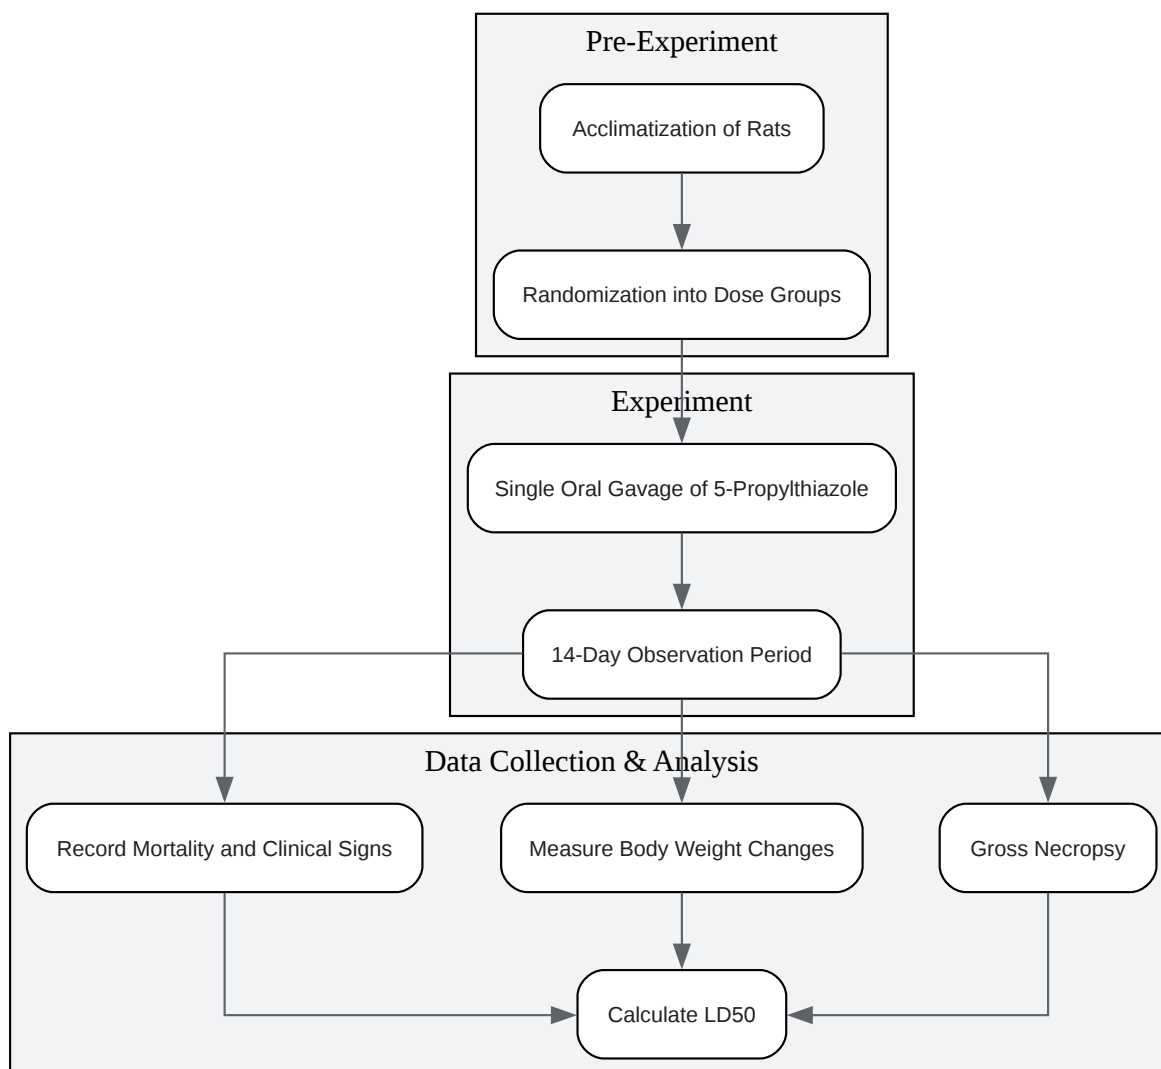 Pre-Experiment
Acclimatization of Rats
Randomization into Dose Groups
Experiment
Single Oral Gavage of 5-Propylthiazole
14-Day Observation Period
Data Collection & Analysis
Record Mortality and Clinical Signs
Measure Body Weight Changes
Gross Necropsy
Calculate LD50